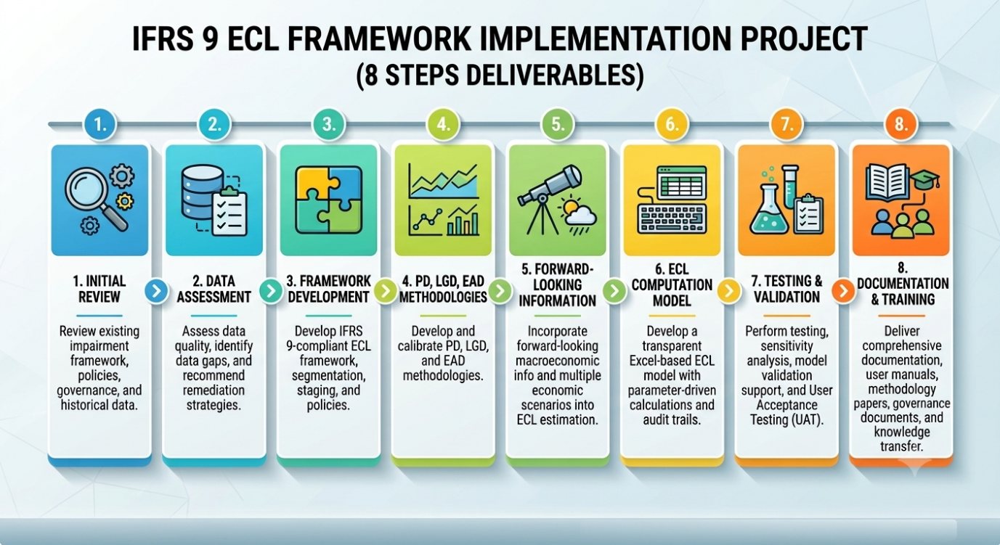 IFRS 9 ECL FRAMEWORK IMPLEMENTATION PROJECT
(8 STEPS DELIVERABLES)
1.
2.
3.
4.
5.
6.
7.
8.
1. INITIAL
REVIEW
Review existing
impairment
framework,
policies,
governance, and
historical data.
2. DATA
ASSESSMENT
Assess data
quality, identify
data gaps, and
recommend
remediation
strategies.
3. FRAMEWORK
DEVELOPMENT
Develop IFRS
9-compliant ECL
framework,
segmentation,
staging, and
policies.
4. PD, LGD, EAD
METHODOLOGIES
Develop and
calibrate PD, LGD,
and EAD
methodologies.
5. FORWARD-
LOOKING
INFORMATION
Incorporate
forward-looking
macroeconomic
info and multiple
economic
scenarios into
ECL estimation.
6. ECL
COMPUTATION
MODEL
Develop a
transparent
Excel-based ECL
model with
parameter-driven
calculations and
audit trails.
7. TESTING &
VALIDATION
Perform testing,
sensitivity
analysis, model
validation
support, and User
Acceptance
Testing (UAT).
8.
DOCUMENTATION
& TRAINING
Deliver
comprehensive
documentation,
user manuals,
methodology
papers, governance
documents, and
knowledge
transfer.